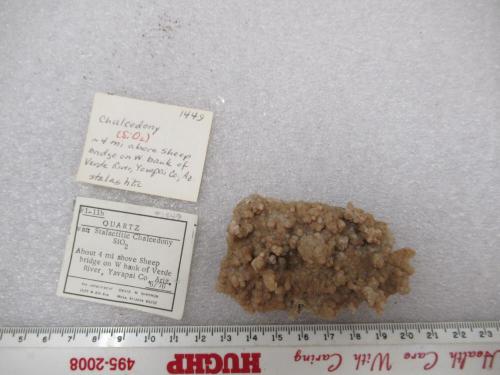 1449
Chalcedony
(SiO2)
~4 mi above Sheep
bridge on W bank of
Verde River, Yavapai Co, Az
stalactitic
QUARTZ
var Stalactitic Chalcedony
SiO2
About 4 mi above Sheep
bridge on W bank of Verde
River, Yavapai Co Ariz
5 6 7 8 9 10 11 12 13 14 15 16 17 18 19 20 21 22 23
Health Care With Caring
495-2008
HUGHP